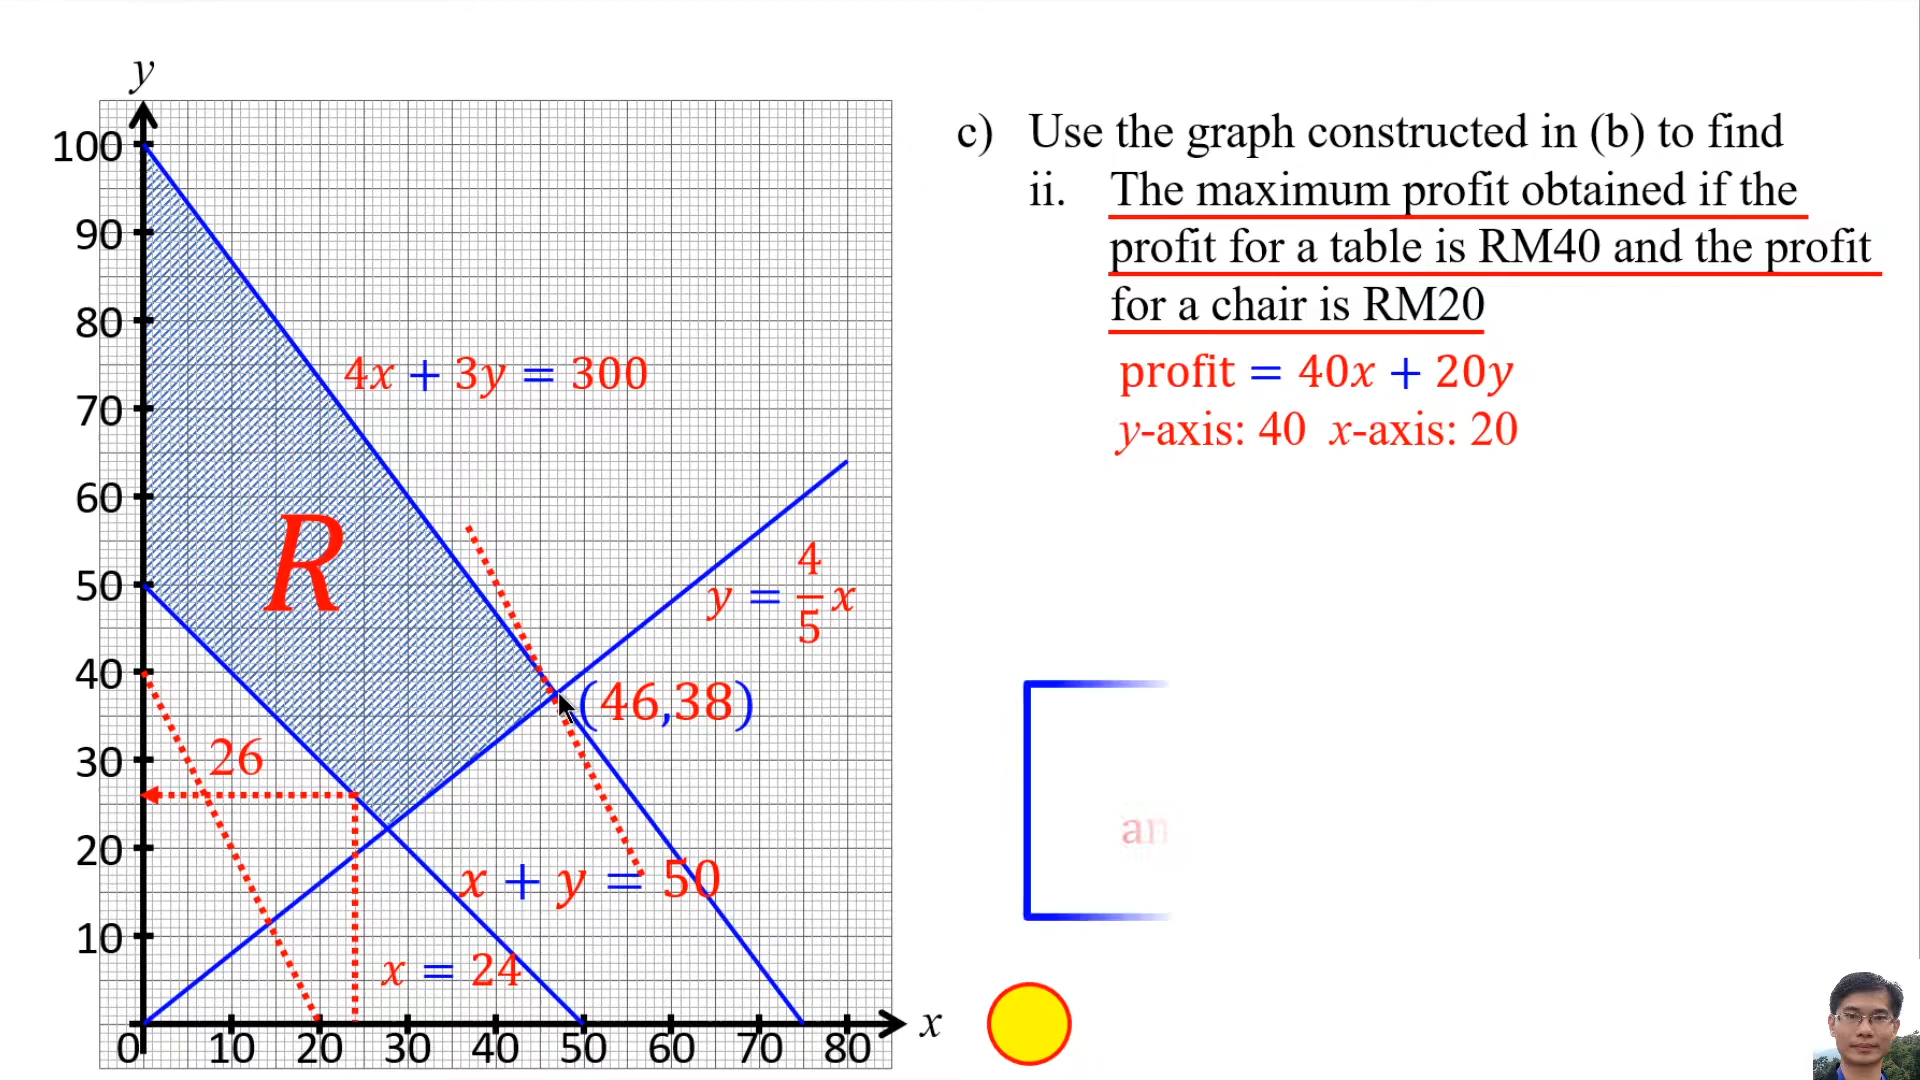 c) Use the graph constructed in (b) to find
ii. The maximum profit obtained if the
profit for a table is RM40 and the profit
for a chair is RM20
profit = 40x + 20y
y-axis: 40 x-axis: 20
y
100
90
80
70
60
50
40
30
20
10
0 10 20 30 40 50 60 70 80 x
4x + 3y = 300
R
y = 4/5 x
(46,38)
26
x + y = 50
x = 24